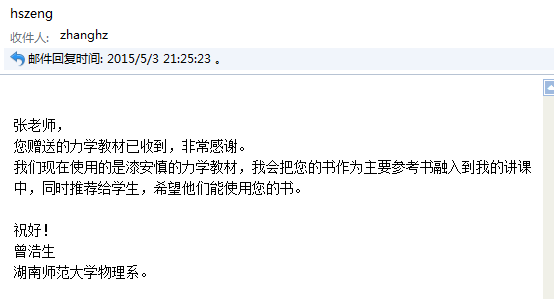 hszeng
收件人： zhanghz
邮件回复时间: 2015/5/3 21:25:23 。
张老师，
您赠送的力学教材已收到，非常感谢。
我们现在使用的是漆安慎的力学教材，我会把您的书作为主要参考书融入到我的讲课
中，同时推荐给学生，希望他们能使用您的书。
祝好！
曾浩生
湖南师范大学物理系。